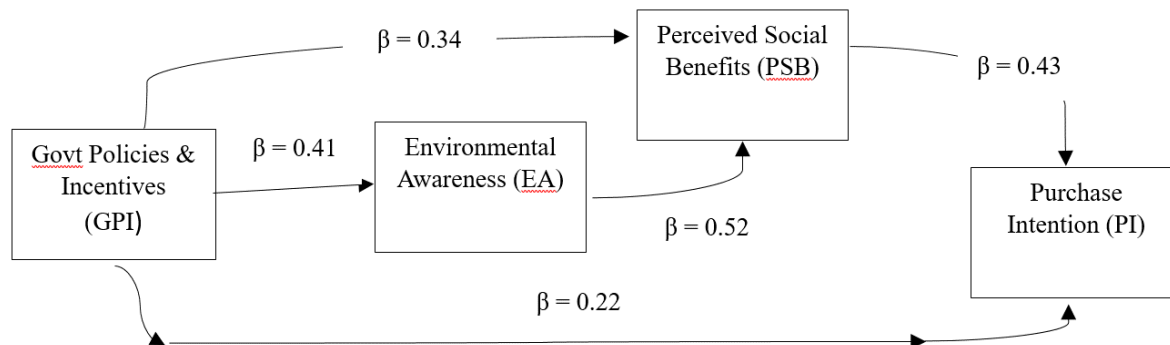 β = 0.34
Perceived Social
Benefits (PSB)
β = 0.43
Govt Policies &
Incentives
(GPI)
β = 0.41
Environmental
Awareness (EA)
β = 0.52
Purchase
Intention (PI)
β = 0.22